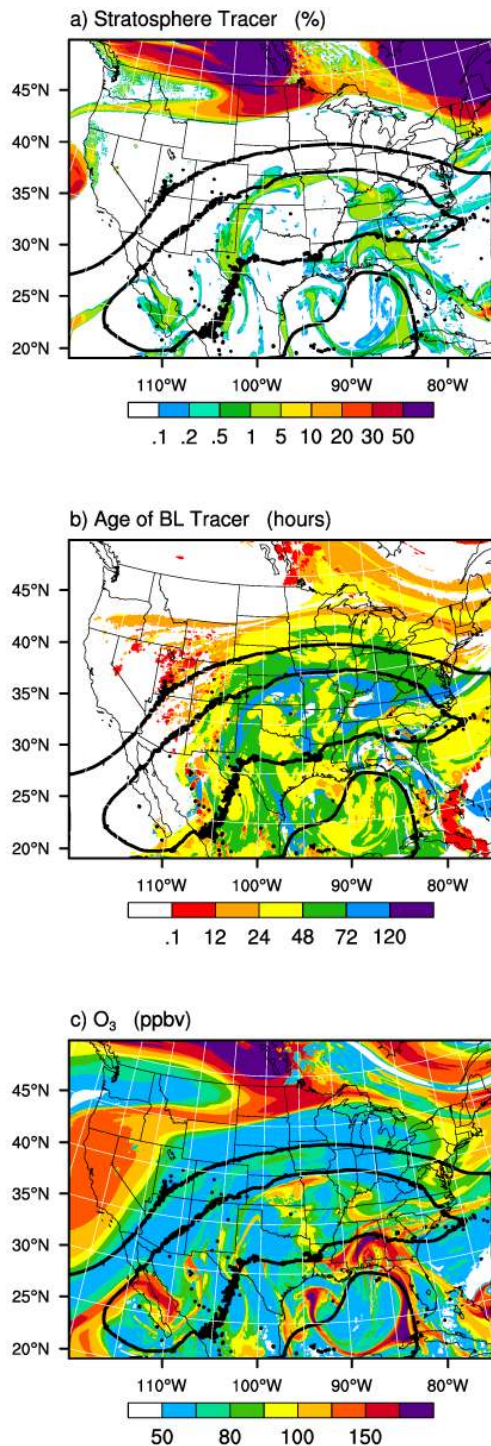 a) Stratosphere Tracer (%)
45°N
40°N
35°N
30°N
25°N
20°N
110°W 100°W 90°W 80°W
.1 .2 .5 1 5 10 20 30 50
b) Age of BL Tracer (hours)
45°N
40°N
35°N
30°N
25°N
20°N
110°W 100°W 90°W 80°W
.1 12 24 48 72 120
c) O₃ (ppbv)
45°N
40°N
35°N
30°N
25°N
20°N
110°W 100°W 90°W 80°W
50 80 100 150